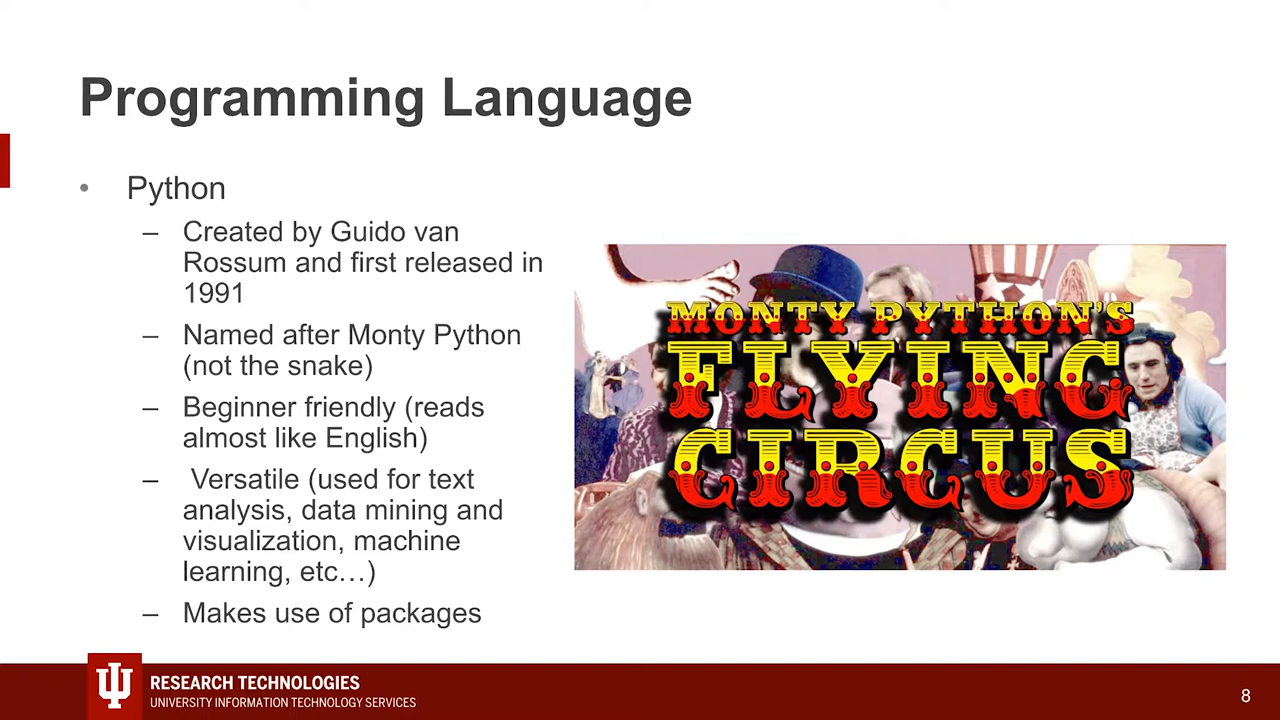 Programming Language
• Python
– Created by Guido van
Rossum and first released in
1991
– Named after Monty Python
(not the snake)
– Beginner friendly (reads
almost like English)
– Versatile (used for text
analysis, data mining and
visualization, machine
learning, etc…)
– Makes use of packages
MONTY PYTHON'S
FLYING
CIRCUS
RESEARCH TECHNOLOGIES
UNIVERSITY INFORMATION TECHNOLOGY SERVICES
8